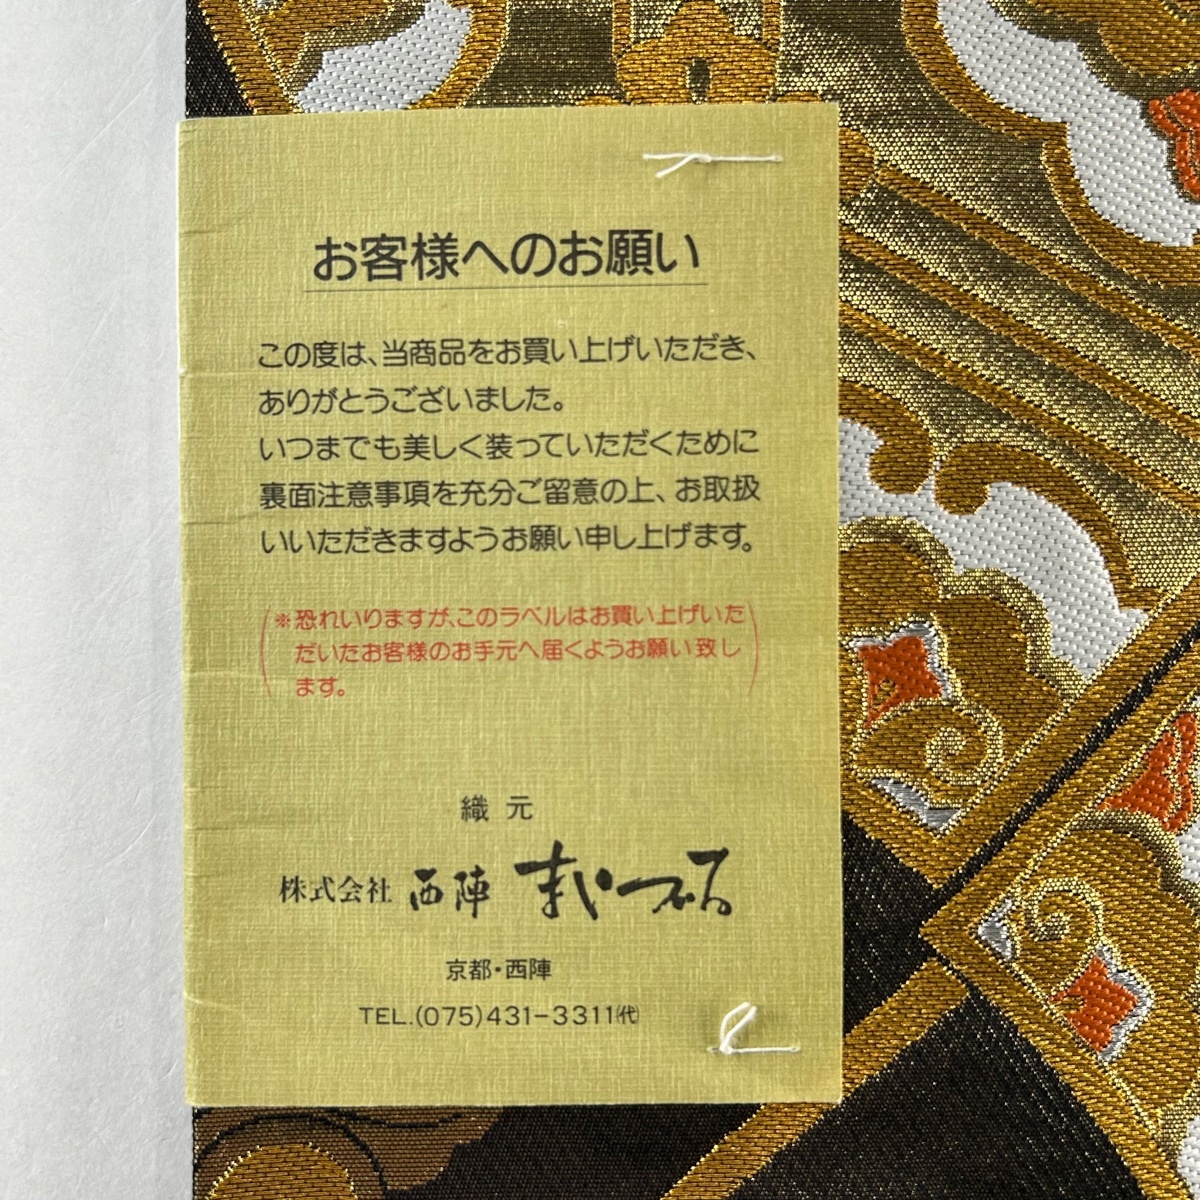 お客様へのお願い
この度は、当商品をお買い上げいただき、
ありがとうございました。
いつまでも美しく装っていただくために
裏面注意事項を充分ご留意の上、お取扱
いいただきますようお願い申し上げます。
※恐れいりますが、このラベルはお買い上げいた
だいたお客様のお手元へ届くようお願い致し
ます。
織元
株式会社 西陣 まいづる
京都・西陣
TEL.(075)431-3311(代)